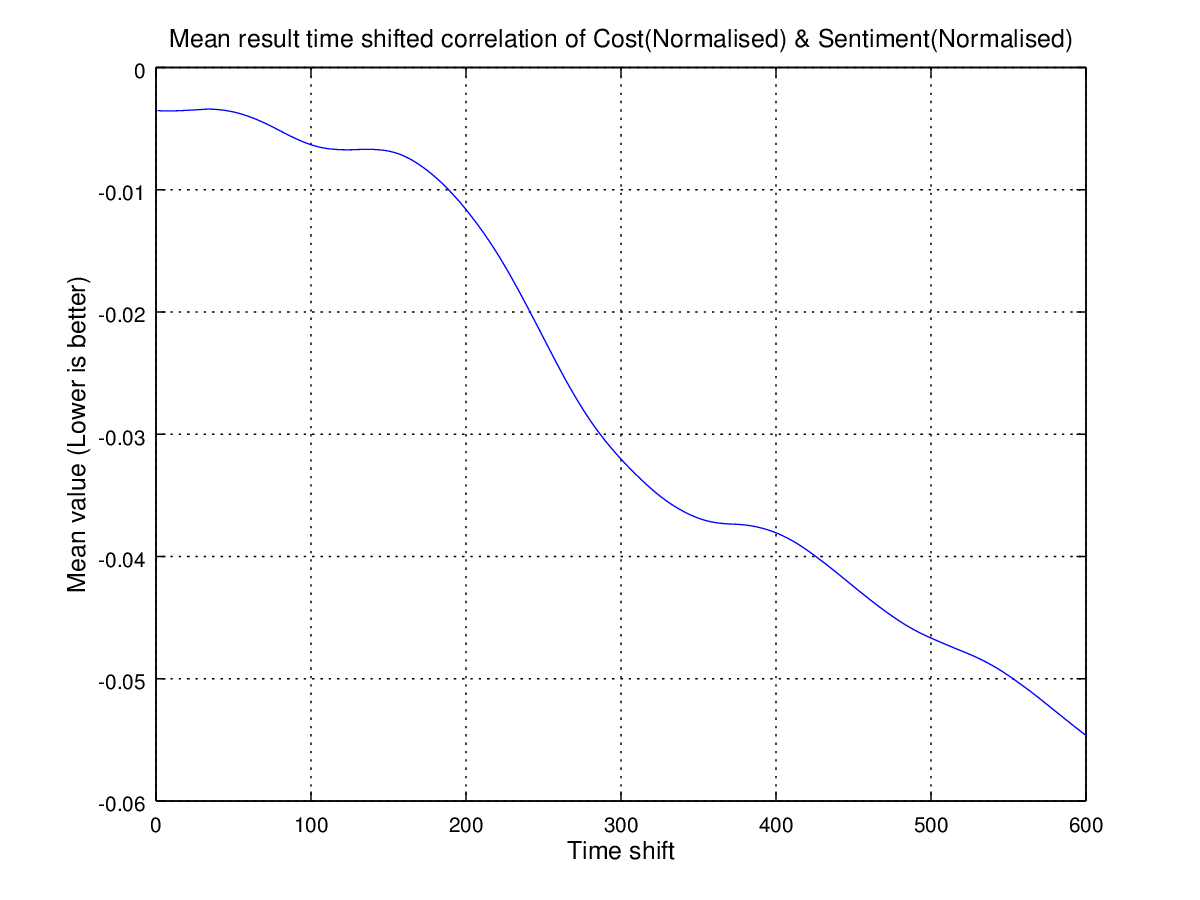 Mean result time shifted correlation of Cost(Normalised) & Sentiment(Normalised)
Mean value (Lower is better)
0
-0.01
-0.02
-0.03
-0.04
-0.05
-0.06
0 100 200 300 400 500 600
Time shift